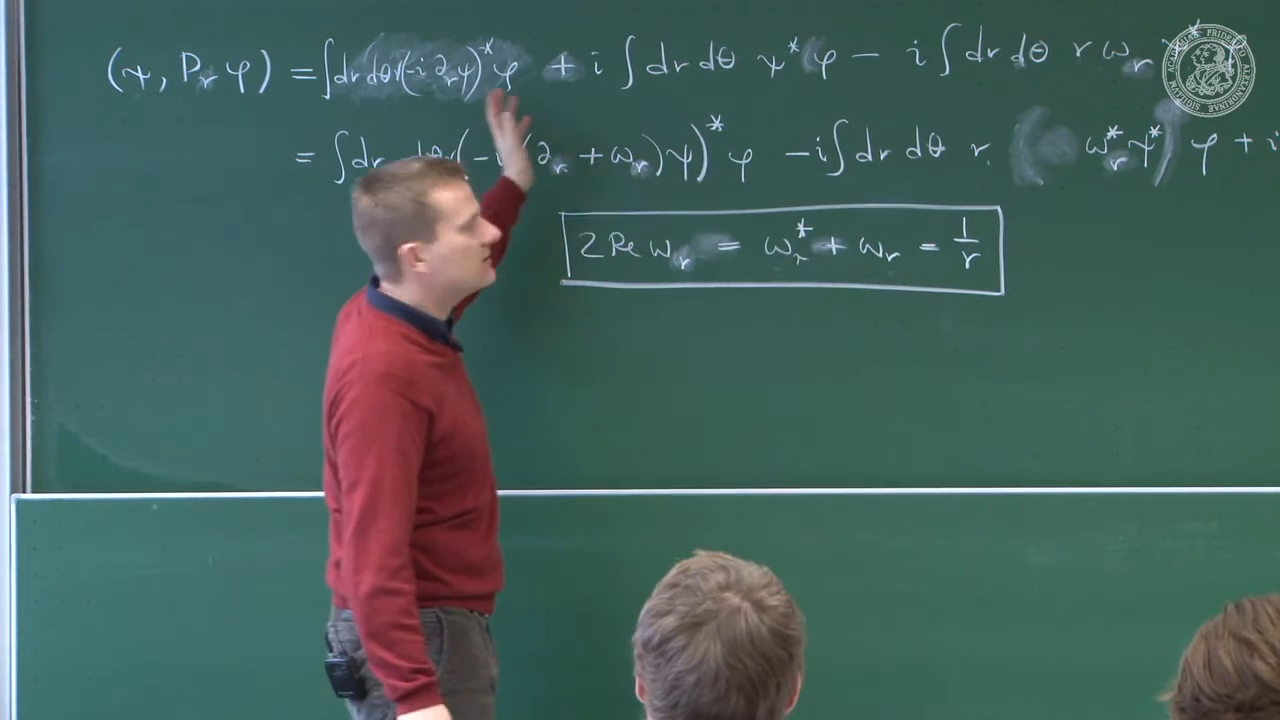 (ψ, P_r φ) = ∫dr dθ r(-i ∂_r ψ)^* φ + i ∫dr dθ ψ^* φ - i ∫dr dθ r ω_r
= ∫dr dθ r(-i (∂_r + ω_r)ψ)^* φ - i∫dr dθ r. (ω_r^* ψ^*) φ + i
2 Re ω_r = ω_r^* + ω_r = 1/r